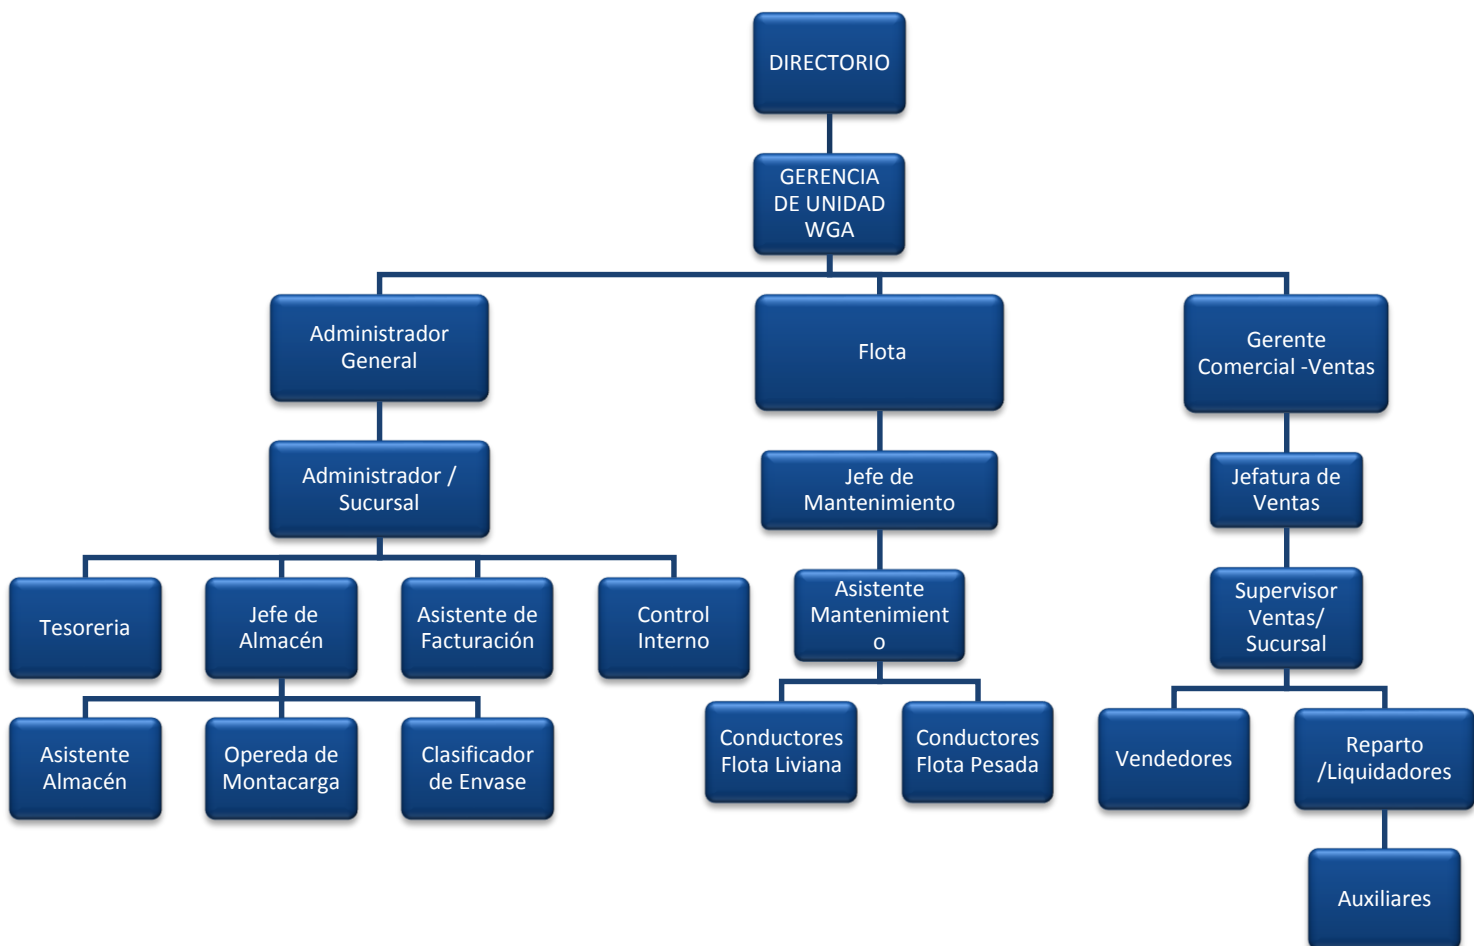 DIRECTORIO
GERENCIA
DE UNIDAD
WGA
Administrador
General
Flota
Gerente
Comercial -Ventas
Administrador /
Sucursal
Jefe de
Mantenimiento
Jefatura de
Ventas
Tesoreria
Jefe de
Almacén
Asistente de
Facturación
Control
Interno
Asistente
Mantenimient
o
Supervisor
Ventas/
Sucursal
Asistente
Almacén
Opereda de
Montacarga
Clasificador
de Envase
Conductores
Flota Liviana
Conductores
Flota Pesada
Vendedores
Reparto
/Liquidadores
Auxiliares